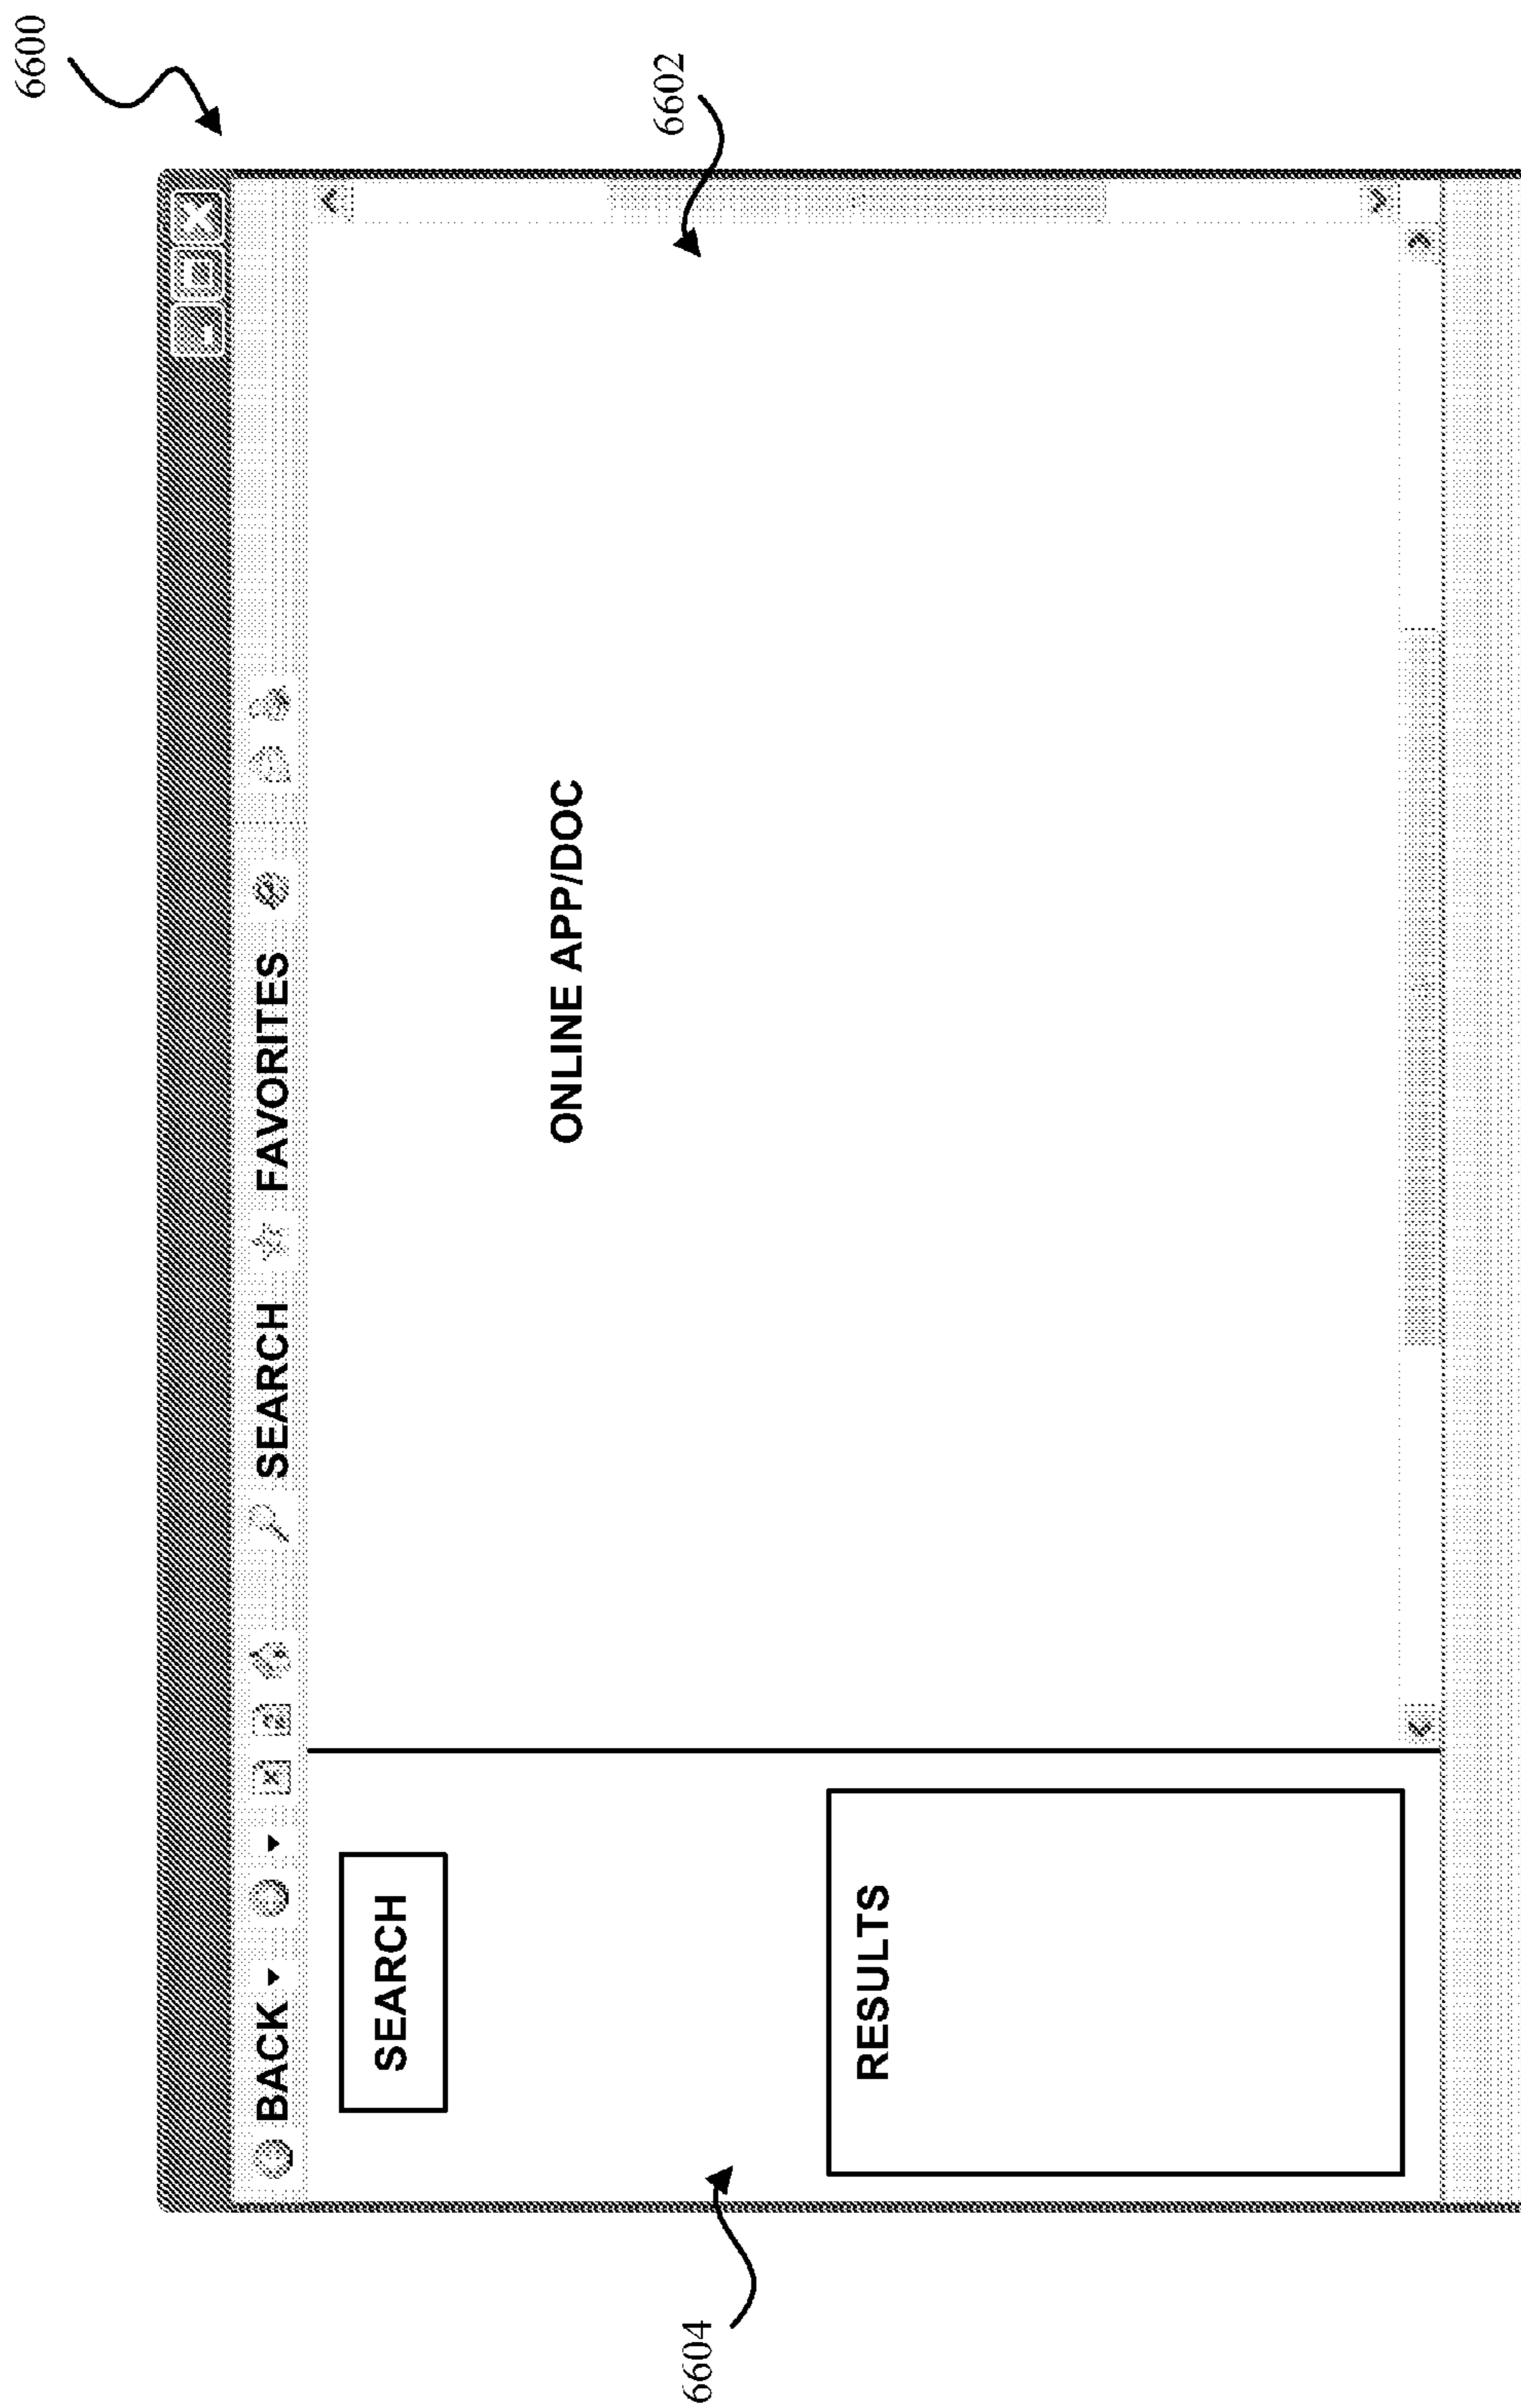 6600
BACK SEARCH FAVORITES
6602
SEARCH
ONLINE APP/DOC
6604
RESULTS